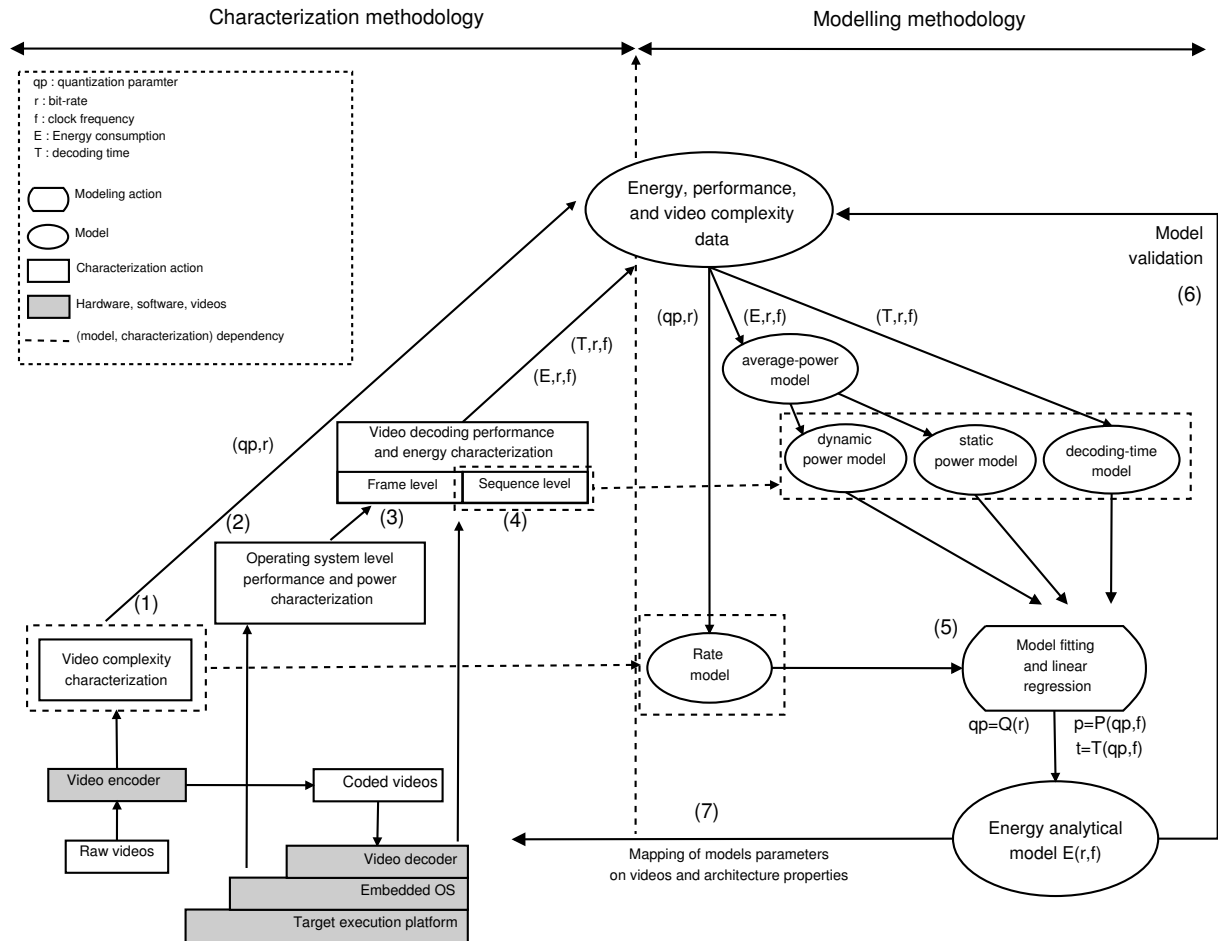 Characterization methodology
Modelling methodology
qp : quantization paramter
r : bit-rate
f : clock frequency
E : Energy consumption
T : decoding time
Modeling action
Model
Characterization action
Hardware, software, videos
(model, characterization) dependency
Energy, performance,
and video complexity
data
Model
validation
(6)
(qp,r)
(E,r,f)
(T,r,f)
average-power
model
(T,r,f)
(E,r,f)
(qp,r)
Video decoding performance
and energy characterization
Frame level
Sequence level
dynamic
power model
static
power model
decoding-time
model
(2)
(3)
(4)
Operating system level
performance and power
characterization
(1)
Video complexity
characterization
Rate
model
(5)
Model fitting
and linear
regression
qp=Q(r)
p=P(qp,f)
t=T(qp,f)
Video encoder
Coded videos
Raw videos
Video decoder
Embedded OS
Target execution platform
(7)
Mapping of models parameters
on videos and architecture properties
Energy analytical
model E(r,f)